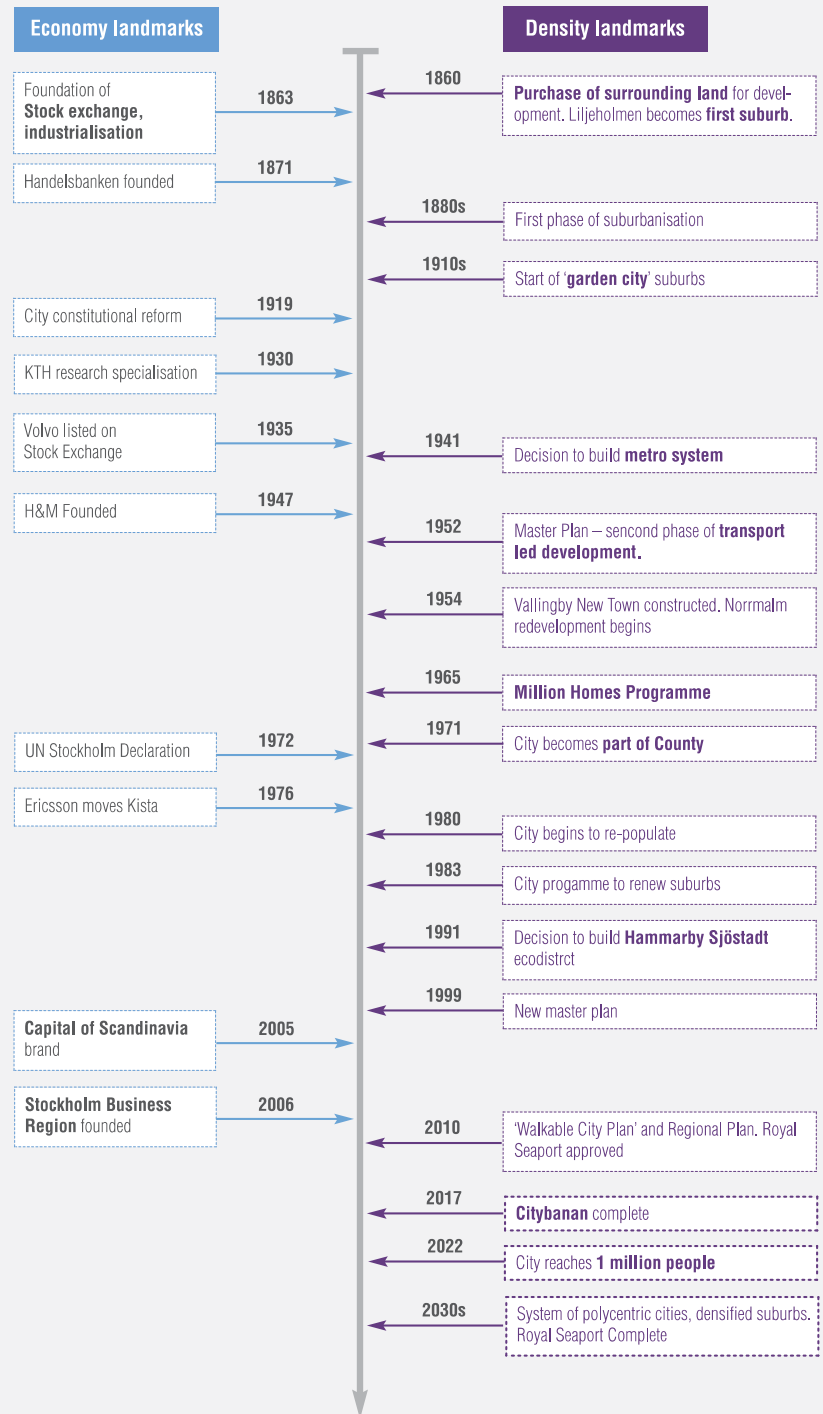 Economy landmarks
Density landmarks
1860
Purchase of surrounding land for devel-
opment. Liljeholmen becomes first suburb.
Foundation of
Stock exchange,
industrialisation
1863
Handelsbanken founded
1871
1880s
First phase of suburbanisation
1910s
Start of ‘garden city’ suburbs
City constitutional reform
1919
KTH research specialisation
1930
Volvo listed on
Stock Exchange
1935
1941
Decision to build metro system
H&M Founded
1947
1952
Master Plan – sencond phase of transport
led development.
1954
Vallingby New Town constructed. Norrmalm
redevelopment begins
1965
Million Homes Programme
1971
City becomes part of County
UN Stockholm Declaration
1972
Ericsson moves Kista
1976
1980
City begins to re-populate
1983
City progamme to renew suburbs
1991
Decision to build Hammarby Sjöstadt
ecodistrct
1999
New master plan
Capital of Scandinavia
brand
2005
Stockholm Business
Region founded
2006
2010
‘Walkable City Plan’ and Regional Plan. Royal
Seaport approved
2017
Citybanan complete
2022
City reaches 1 million people
2030s
System of polycentric cities, densified suburbs.
Royal Seaport Complete